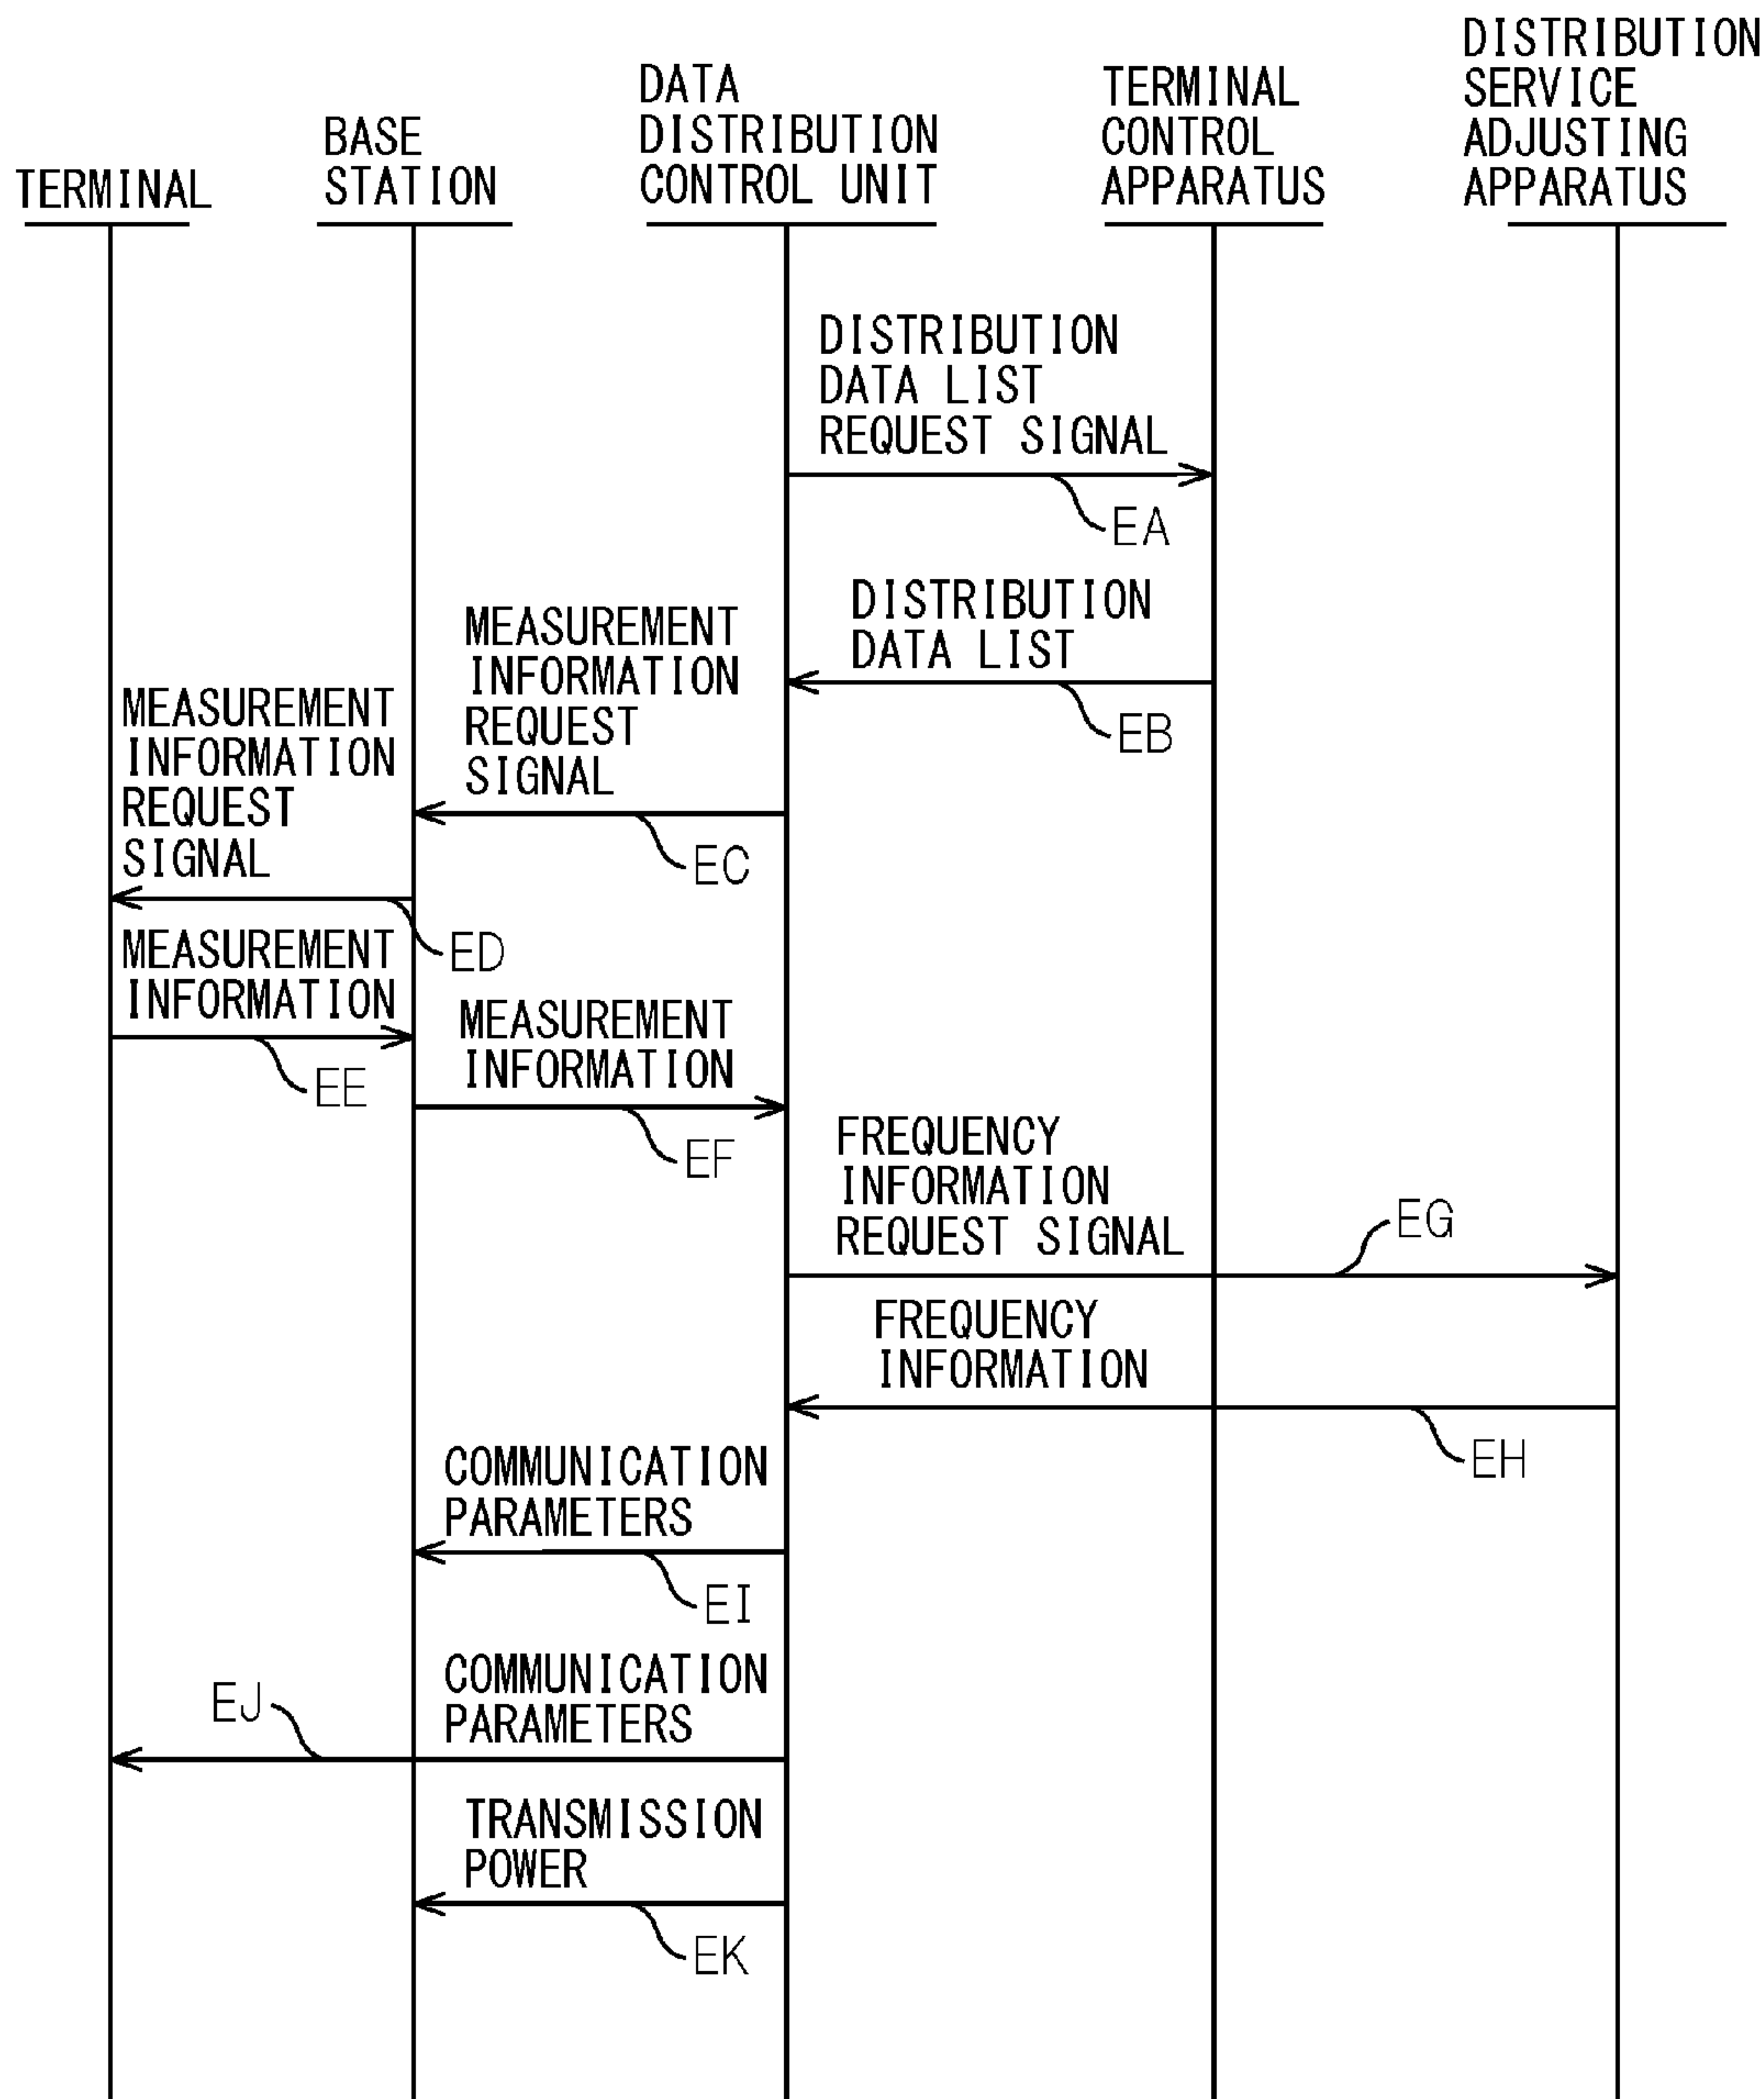 TERMINAL
BASE
STATION
DATA
DISTRIBUTION
CONTROL UNIT
TERMINAL
CONTROL
APPARATUS
DISTRIBUTION
SERVICE
ADJUSTING
APPARATUS
DISTRIBUTION
DATA LIST
REQUEST SIGNAL
EA
DISTRIBUTION
DATA LIST
EB
MEASUREMENT
INFORMATION
REQUEST
SIGNAL
EC
MEASUREMENT
INFORMATION
REQUEST
SIGNAL
ED
MEASUREMENT
INFORMATION
EE
MEASUREMENT
INFORMATION
EF
FREQUENCY
INFORMATION
REQUEST SIGNAL
EG
FREQUENCY
INFORMATION
EH
COMMUNICATION
PARAMETERS
EI
COMMUNICATION
PARAMETERS
EJ
TRANSMISSION
POWER
EK